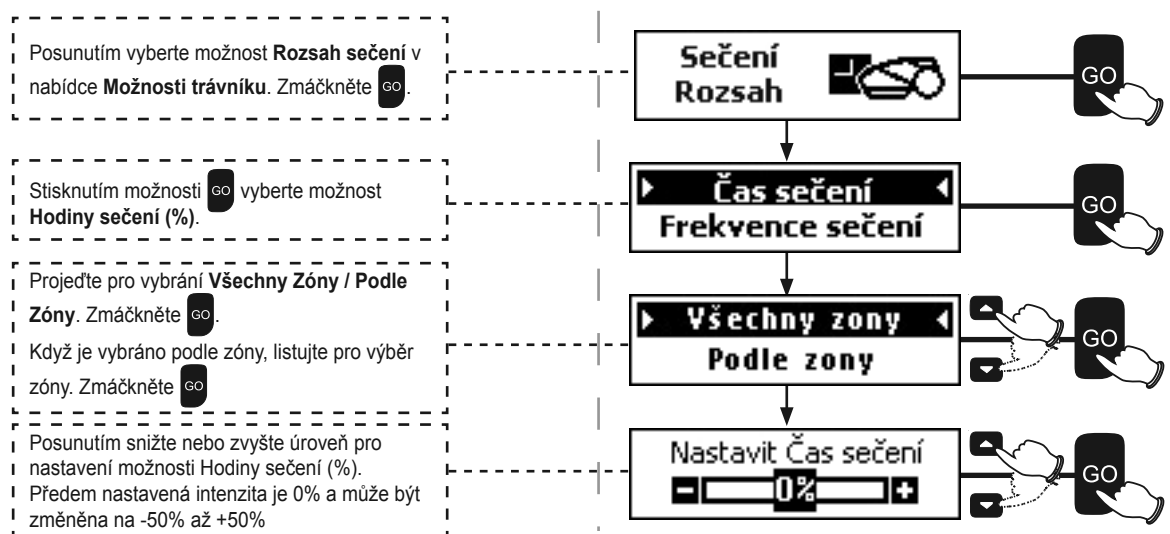 Posunutím vyberte možnost Rozsah sečení v
nabídce Možnosti trávníku. Zmáčkněte GO.
Sečení
Rozsah
GO
Stisknutím možnosti GO vyberte možnost
Hodiny sečení (%).
Čas sečení
Frekvence sečení
GO
Projeďte pro vybrání Všechny Zóny / Podle
Zóny. Zmáčkněte GO.
Když je vybráno podle zóny, listujte pro výběr
zóny. Zmáčkněte GO
Všechny zony
Podle zony
GO
Posunutím snižte nebo zvyšte úroveň pro
nastavení možnosti Hodiny sečení (%).
Předem nastavená intenzita je 0% a může být
změněna na -50% až +50%
Nastavit Čas sečení
- 0% +
GO